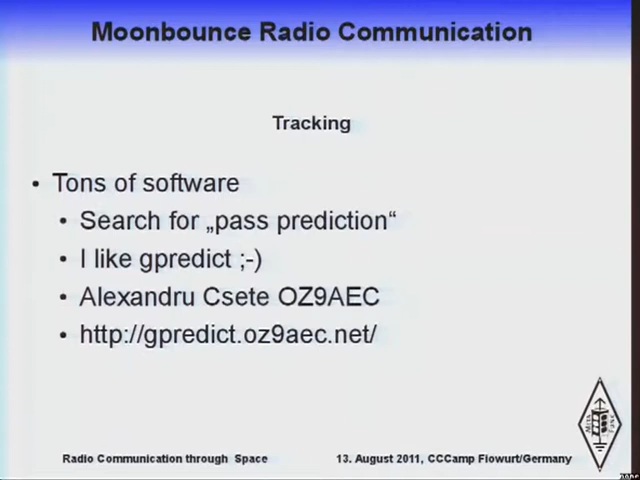 Moonbounce Radio Communication
Tracking
• Tons of software
• Search for „pass prediction“
• I like gpredict ;-)
• Alexandru Csete OZ9AEC
• http://gpredict.oz9aec.net/
Radio Communication through Space
13. August 2011, CCCamp Flowurt/Germany